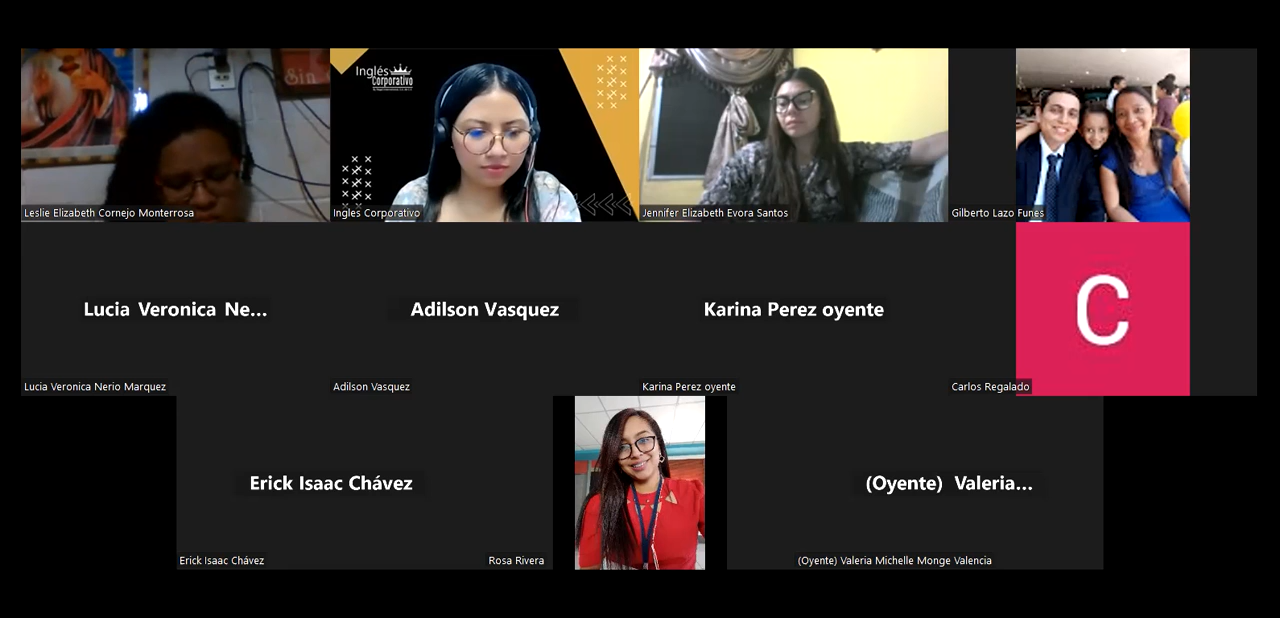 Sin
Inglés
Corporativo
Leslie Elizabeth Cornejo Monterrosa
Ingles Corporativo
Jennifer Elizabeth Evora Santos
Gilberto Lazo Funes
Lucia Veronica Ne...
Adilson Vasquez
Karina Perez oyente
C
Lucia Veronica Nerio Marquez
Adilson Vasquez
Karina Perez oyente
Carlos Regalado
Erick Isaac Chávez
(Oyente) Valeria...
Erick Isaac Chávez
Rosa Rivera
(Oyente) Valeria Michelle Monge Valencia